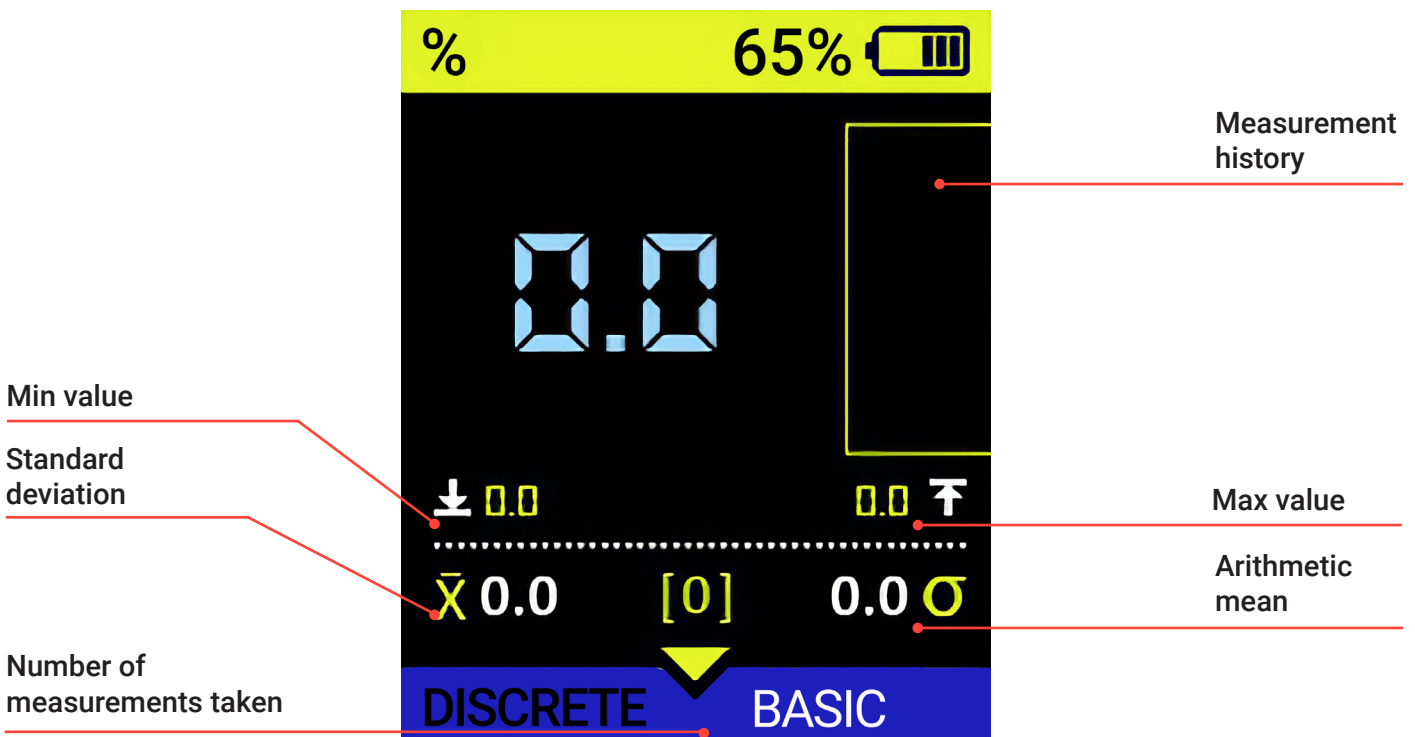 % 65%
Measurement
history
0.0
Min value
Standard
deviation
0.0 0.0
Max value
Arithmetic
mean
x̄ 0.0 [0] 0.0 σ
Number of
measurements taken
DISCRETE BASIC